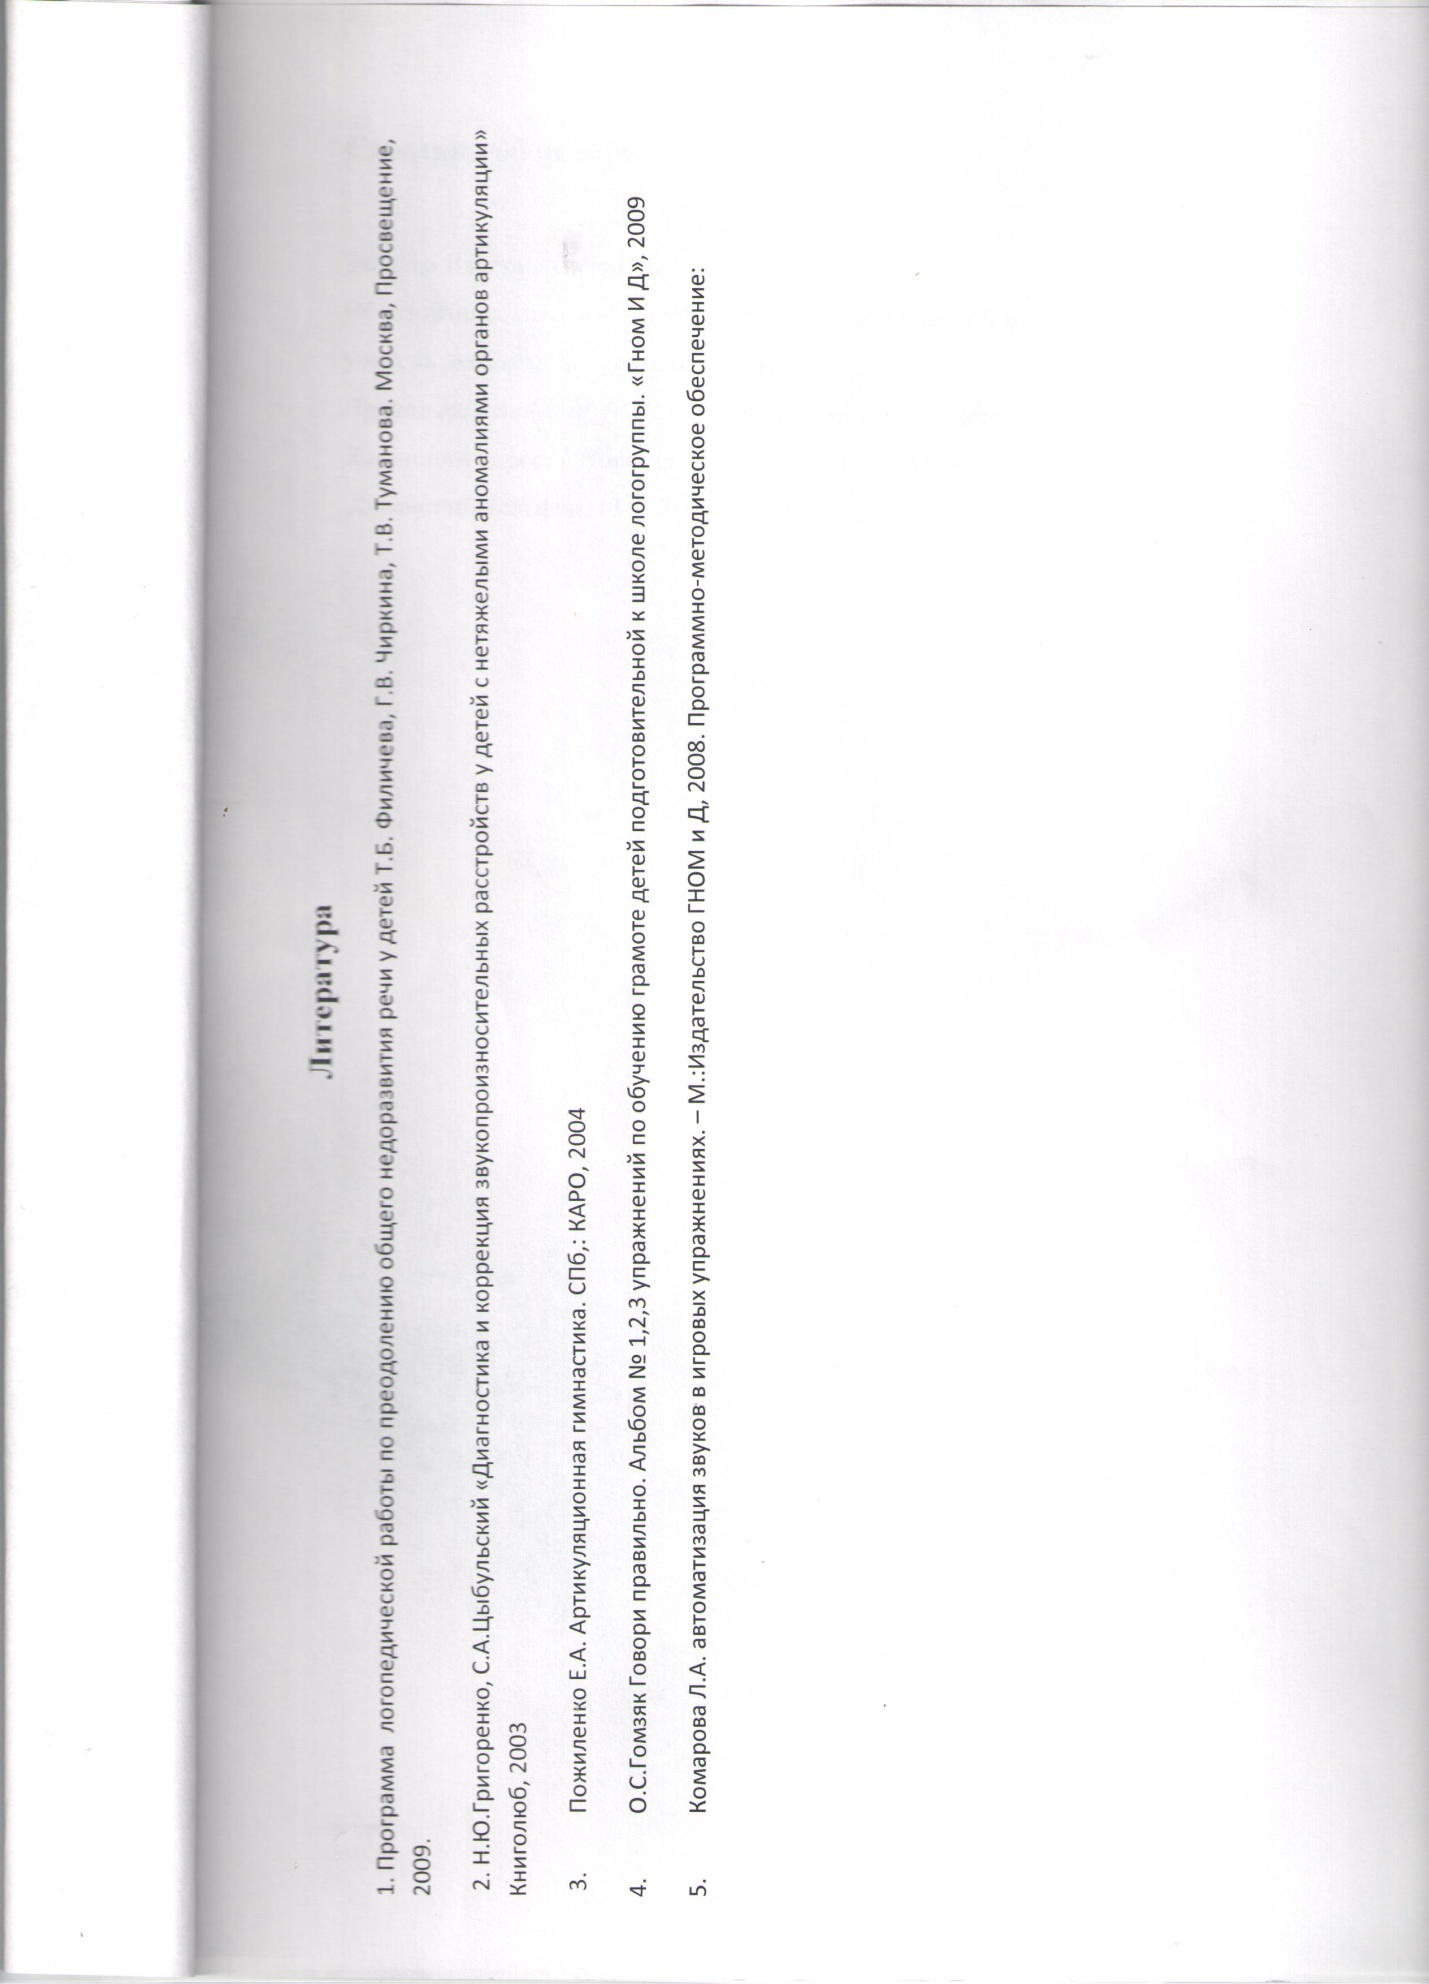 Литература
1. Программа логопедической работы по преодолению общего недоразвития речи у детей Т.Б. Филичева, Г.В. Чиркина, Т.В. Туманова. Москва, Просвещение,
2009.
2. Н.Ю.Григоренко, С.А.Цыбульский «Диагностика и коррекция звукопроизносительных расстройств у детей с нетяжелыми аномалиями органов артикуляции»
Книголюб, 2003
3. Пожиленко Е.А. Артикуляционная гимнастика. СПб,: КАРО, 2004
4. О.С.Гомзяк Говори правильно. Альбом № 1,2,3 упражнений по обучению грамоте детей подготовительной к школе логогруппы. «Гном И Д», 2009
5. Комарова Л.А. автоматизация звуков в игровых упражнениях. – М.:Издательство ГНОМ и Д, 2008. Программно-методическое обеспечение: